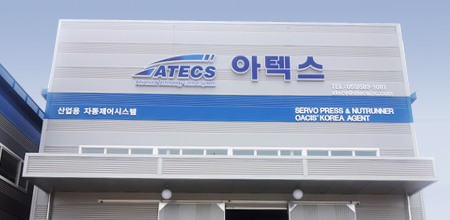 ATECS 아텍스
산업용 자동제어시스템
SERVO PRESS & NUTRUNNER
OACIS' KOREA AGENT